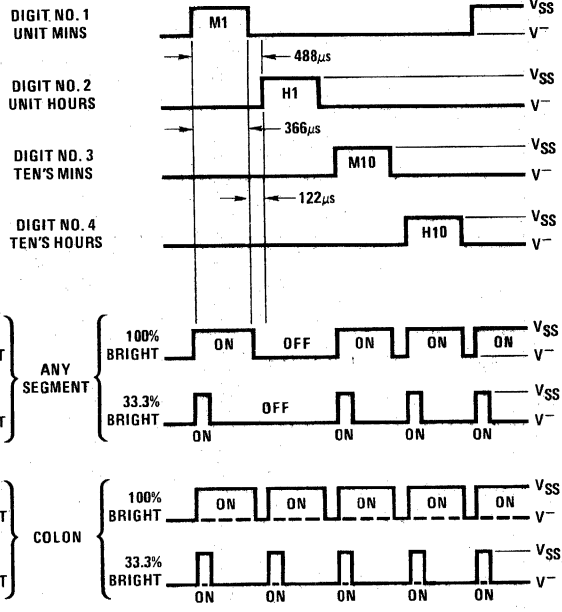 DIGIT NO. 1
UNIT MINS
M1
VSS
V−
488µs
DIGIT NO. 2
UNIT HOURS
H1
VSS
V−
366µs
DIGIT NO. 3
TEN'S MINS
M10
VSS
V−
122µs
DIGIT NO. 4
TEN'S HOURS
H10
VSS
V−
ANY
SEGMENT
100%
BRIGHT
ON OFF ON ON ON
VSS
V−
33.3%
BRIGHT
OFF
VSS
V−
ON ON ON ON
COLON
100%
BRIGHT
ON ON ON ON ON
VSS
V−
33.3%
BRIGHT
VSS
V−
ON ON ON ON ON